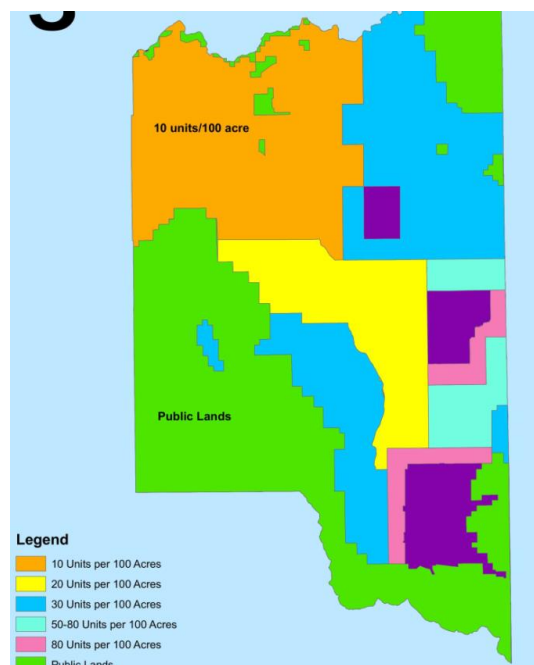 10 units/100 acre
Public Lands
Legend
10 Units per 100 Acres
20 Units per 100 Acres
30 Units per 100 Acres
50-80 Units per 100 Acres
80 Units per 100 Acres
Public Lands